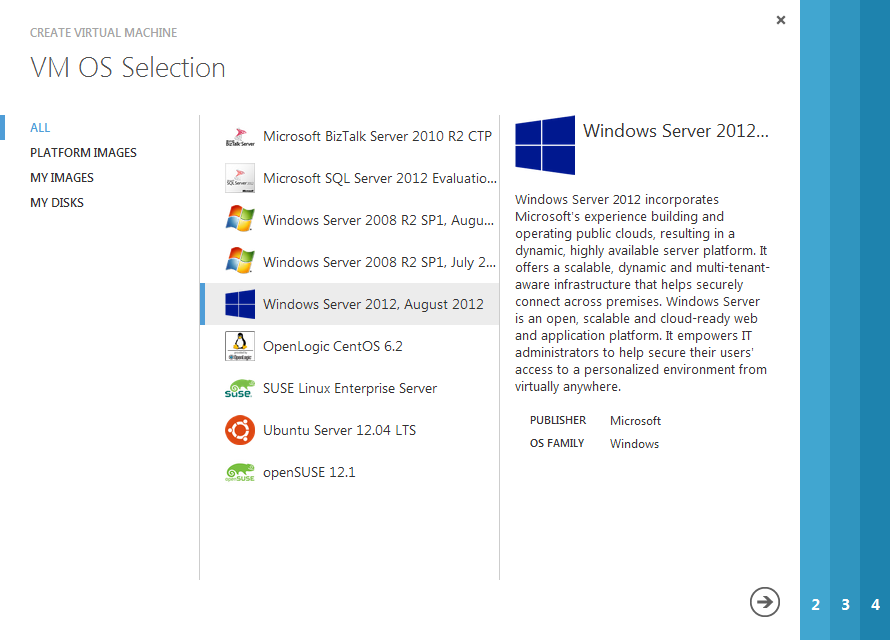 CREATE VIRTUAL MACHINE
VM OS Selection
ALL
PLATFORM IMAGES
MY IMAGES
MY DISKS
Microsoft BizTalk Server 2010 R2 CTP
Microsoft SQL Server 2012 Evaluatio...
Windows Server 2008 R2 SP1, Augu...
Windows Server 2008 R2 SP1, July 2...
Windows Server 2012, August 2012
OpenLogic CentOS 6.2
SUSE Linux Enterprise Server
Ubuntu Server 12.04 LTS
openSUSE 12.1
Windows Server 2012...
Windows Server 2012 incorporates
Microsoft's experience building and
operating public clouds, resulting in a
dynamic, highly available server platform. It
offers a scalable, dynamic and multi-tenant-
aware infrastructure that helps securely
connect across premises. Windows Server
is an open, scalable and cloud-ready web
and application platform. It empowers IT
administrators to help secure their users'
access to a personalized environment from
virtually anywhere.
PUBLISHER Microsoft
OS FAMILY Windows
2 3 4